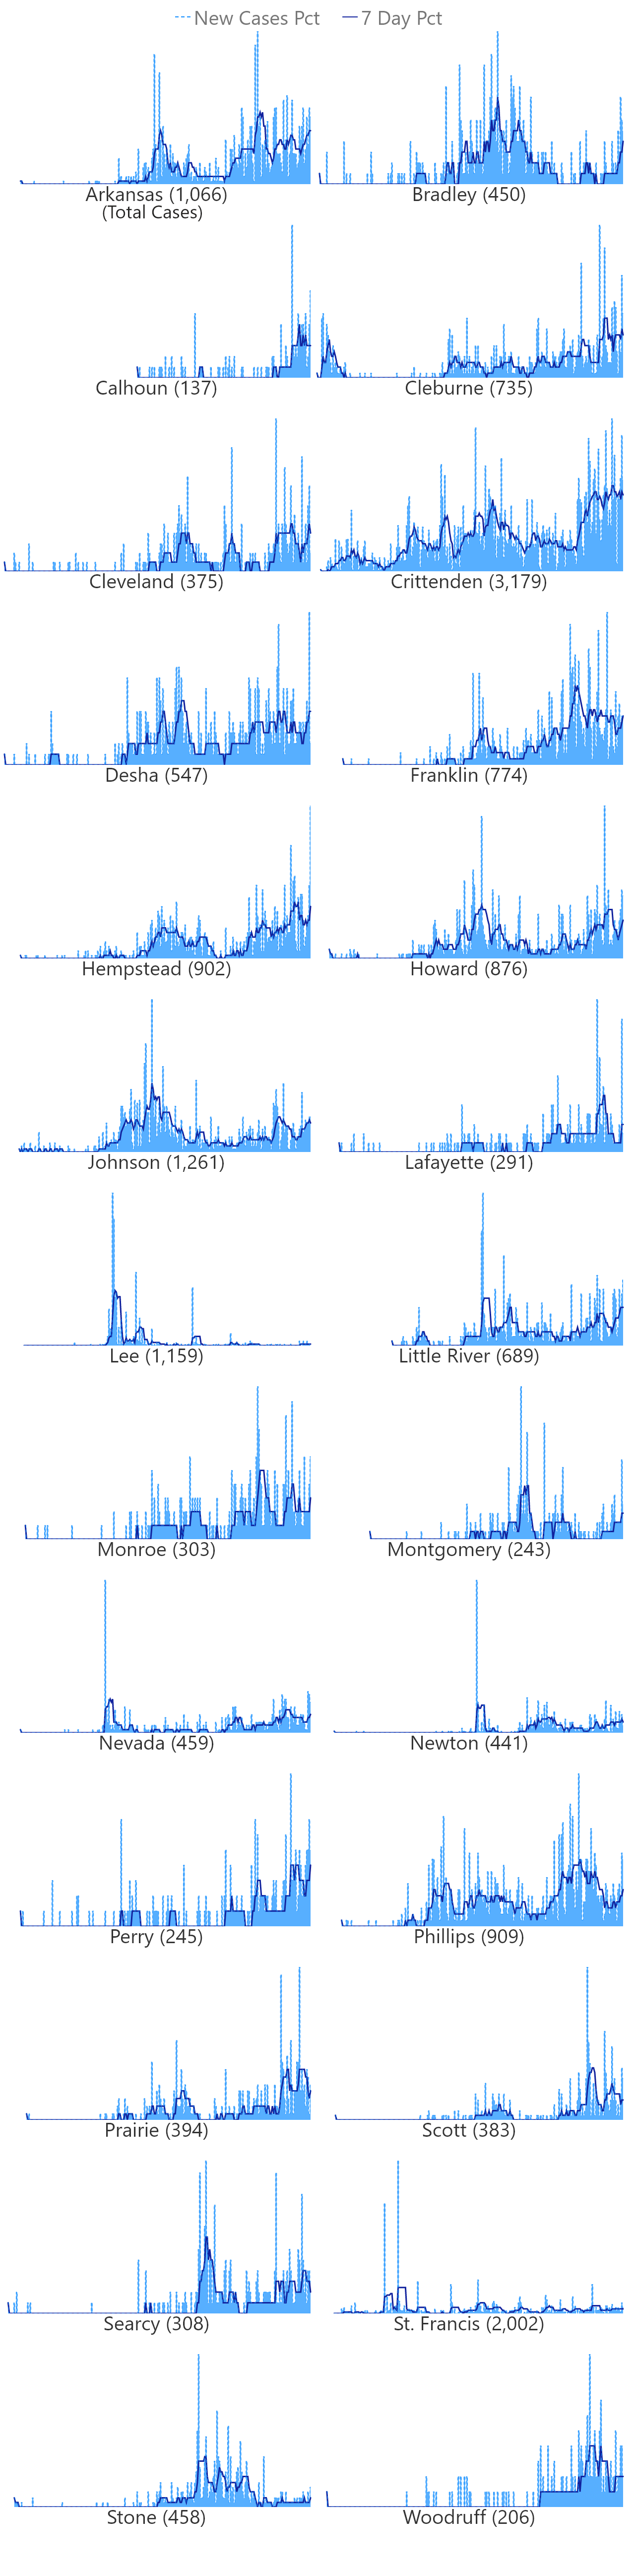 New Cases Pct 7 Day Pct
Arkansas (1,066) Bradley (450)
(Total Cases)
Calhoun (137) Cleburne (735)
Cleveland (375) Crittenden (3,179)
Desha (547) Franklin (774)
Hempstead (902) Howard (876)
Johnson (1,261) Lafayette (291)
Lee (1,159) Little River (689)
Monroe (303) Montgomery (243)
Nevada (459) Newton (441)
Perry (245) Phillips (909)
Prairie (394) Scott (383)
Searcy (308) St. Francis (2,002)
Stone (458) Woodruff (206)